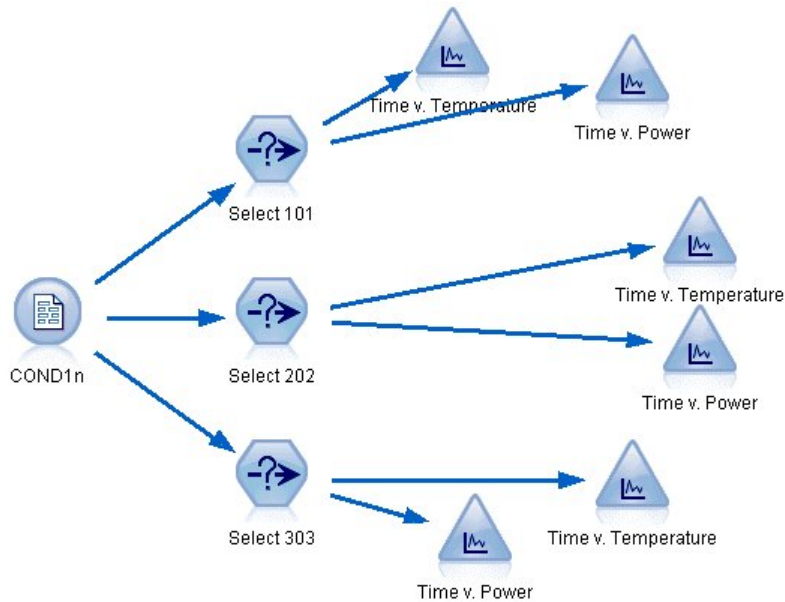 Time v. Temperature
Time v. Power
Select 101
Time v. Temperature
COND1n
Select 202
Time v. Power
Select 303
Time v. Temperature
Time v. Power